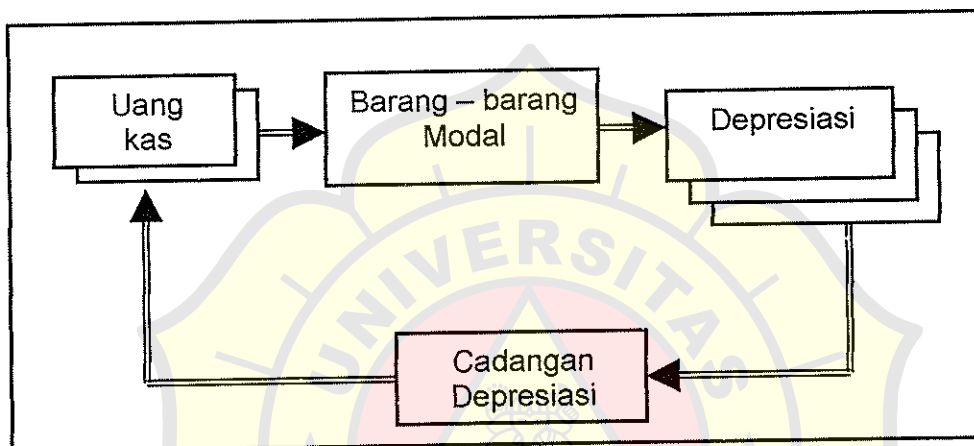 Uang
kas
Barang – barang
Modal
Depresiasi
Cadangan
Depresiasi
UNIVERSITAS